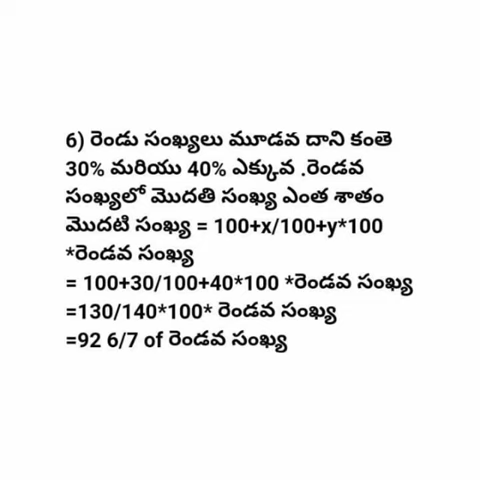 6) రెండు సంఖ్యలు మూడవ దాని కంతె
30% మరియు 40% ఎక్కువ .రెండవ
సంఖ్యలో మొదతి సంఖ్య ఎంత శాతం
మొదటి సంఖ్య = 100+x/100+y*100
*రెండవ సంఖ్య
= 100+30/100+40*100 *రెండవ సంఖ్య
=130/140*100* రెండవ సంఖ్య
=92 6/7 of రెండవ సంఖ్య